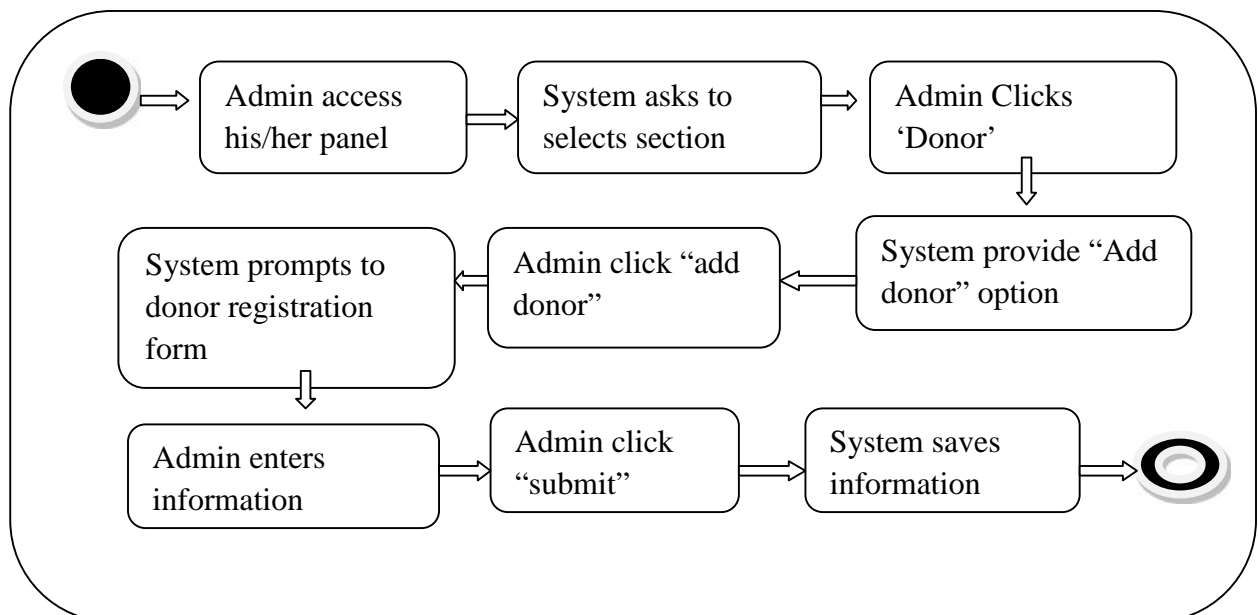 Admin access
his/her panel
System asks to
selects section
Admin Clicks
‘Donor’
System provide “Add
donor” option
Admin click “add
donor”
System prompts to
donor registration
form
Admin enters
information
Admin click
“submit”
System saves
information